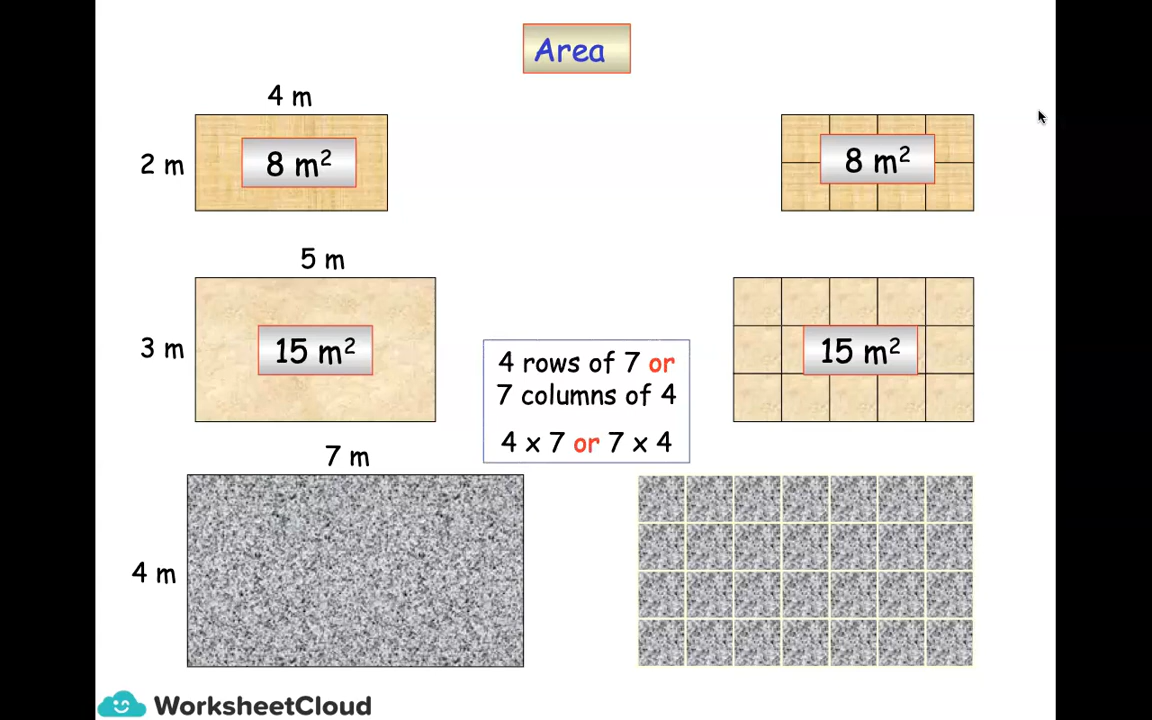 Area
4 m
2 m
8 m²
8 m²
5 m
3 m
15 m²
15 m²
4 rows of 7 or
7 columns of 4
4 x 7 or 7 x 4
7 m
4 m
WorksheetCloud